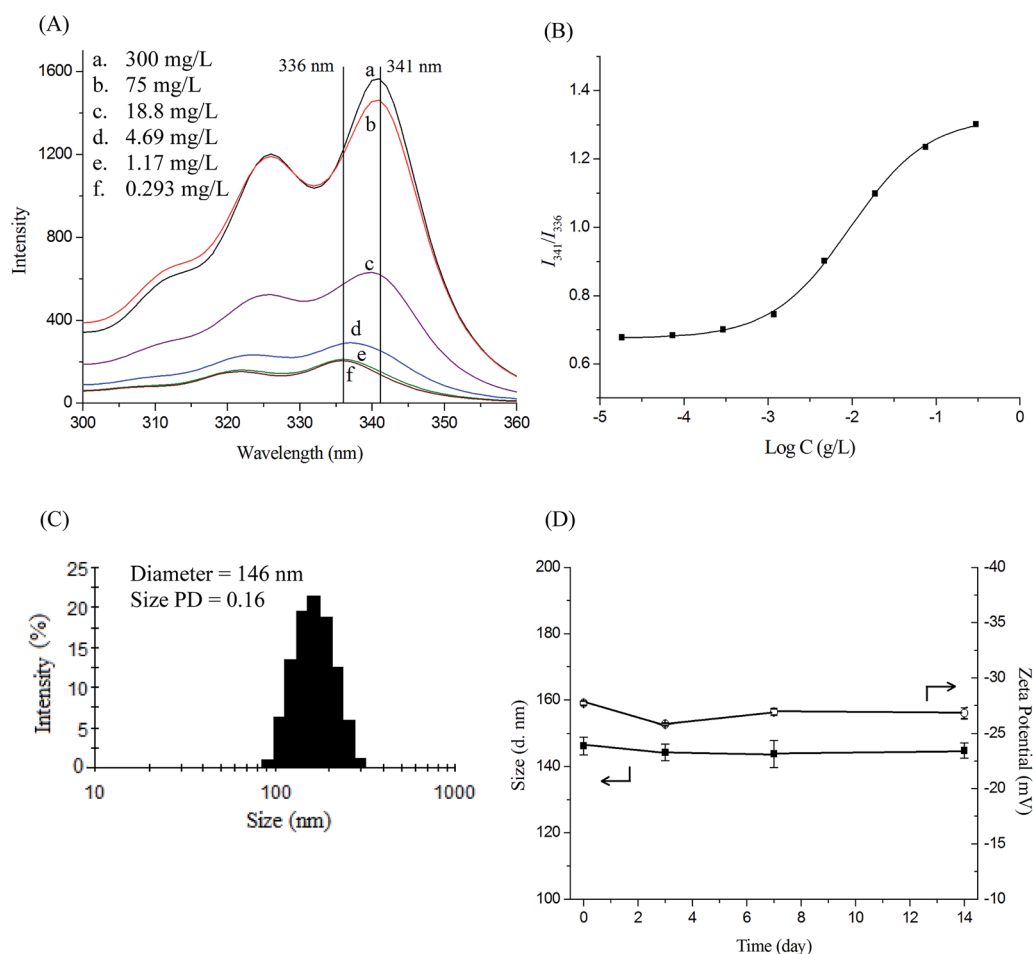 (A)
a. 300 mg/L
b. 75 mg/L
c. 18.8 mg/L
d. 4.69 mg/L
e. 1.17 mg/L
f. 0.293 mg/L
336 nm
341 nm
a
b
c
d
e
f
1600
1200
800
400
0
Intensity
300 310 320 330 340 350 360
Wavelength (nm)
(B)
1.4
1.2
1.0
0.8
0.6
I341/I336
-5 -4 -3 -2 -1 0
Log C (g/L)
(C)
Diameter = 146 nm
Size PD = 0.16
25
20
15
10
5
0
Intensity (%)
10 100 1000
Size (nm)
(D)
200
180
160
140
120
100
Size (d. nm)
-40
-35
-30
-25
-20
-15
-10
Zeta Potential (mV)
0 2 4 6 8 10 12 14
Time (day)